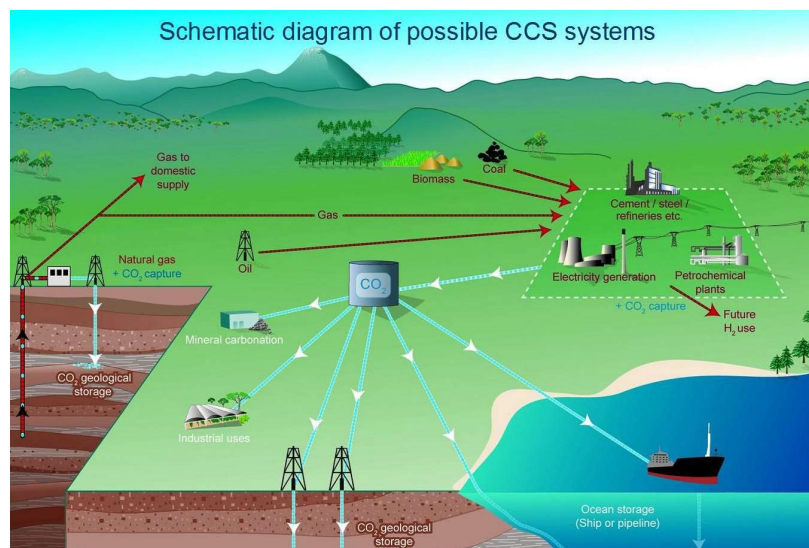 Schematic diagram of possible CCS systems
Gas to
domestic
supply
Biomass
Coal
Cement / steel /
refineries etc.
Gas
Oil
Natural gas
+ CO₂ capture
Electricity generation
Petrochemical
plants
+ CO₂ capture
Future
H₂ use
CO₂
Mineral carbonation
CO₂ geological
storage
Industrial uses
CO₂ geological
storage
Ocean storage
(Ship or pipeline)